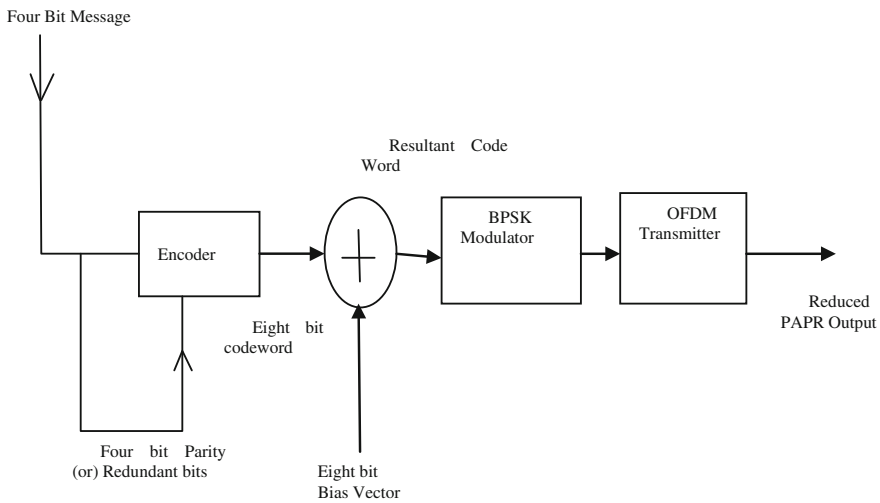 Four Bit Message
Resultant Code
Word
BPSK
Modulator
OFDM
Transmitter
Encoder
Reduced
PAPR Output
Eight bit
codeword
Four bit Parity
(or) Redundant bits
Eight bit
Bias Vector